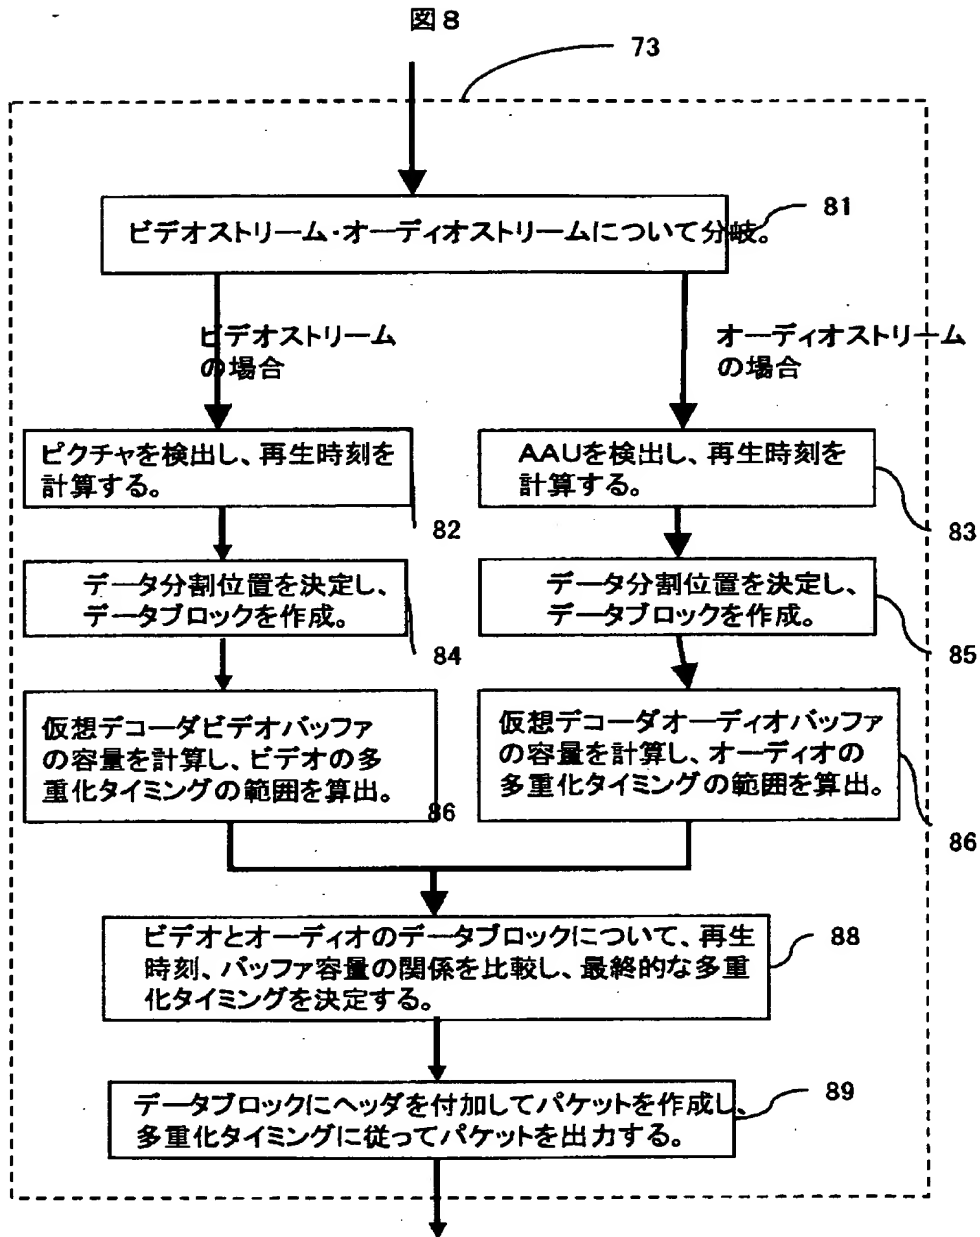 図8
73
ビデオストリーム・オーディオストリームについて分岐。
81
ビデオストリーム
の場合
オーディオストリーム
の場合
ピクチャを検出し、再生時刻を
計算する。
82
AAUを検出し、再生時刻を
計算する。
83
データ分割位置を決定し、
データブロックを作成。
84
データ分割位置を決定し、
データブロックを作成。
85
仮想デコーダビデオバッファ
の容量を計算し、ビデオの多
重化タイミングの範囲を算出。
86
仮想デコーダオーディオバッファ
の容量を計算し、オーディオの
多重化タイミングの範囲を算出。
86
ビデオとオーディオのデータブロックについて、再生
時刻、バッファ容量の関係を比較し、最終的な多重
化タイミングを決定する。
88
データブロックにヘッダを付加してパケットを作成し、
多重化タイミングに従ってパケットを出力する。
89